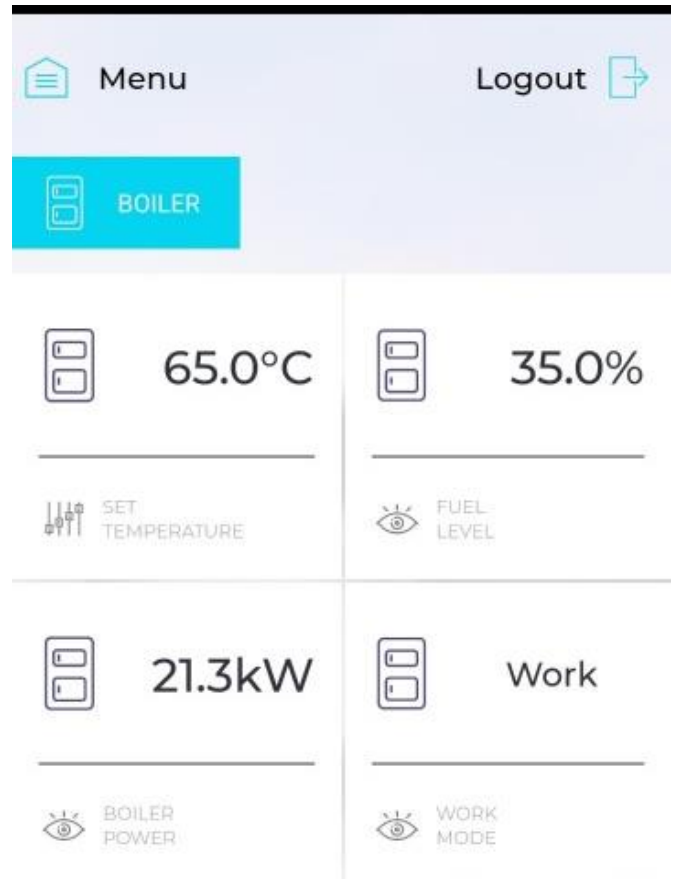 Menu
Logout
BOILER
65.0°C
35.0%
SET
TEMPERATURE
FUEL
LEVEL
21.3kW
Work
BOILER
POWER
WORK
MODE